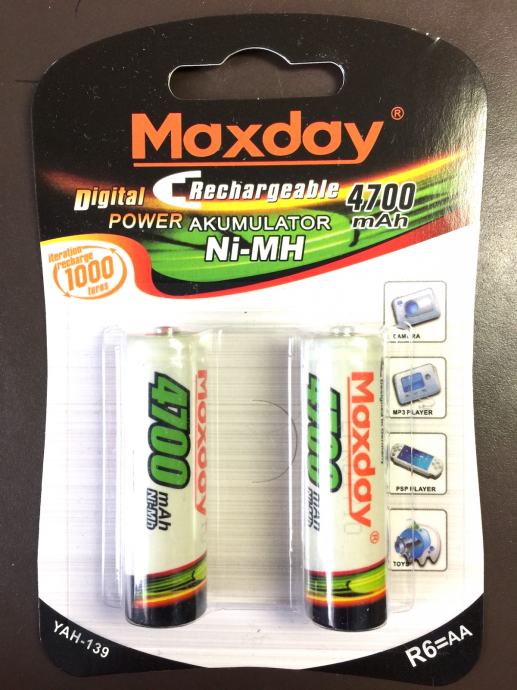 Maxday®
Digital Rechargeable 4700
POWER AKUMULATOR mAh
Ni-MH
iteration
recharge
1000
torns
CAMERA
MP3 PLAYER
PSP PLAYER
TOYS
Maxday
4700
mAh
Ni-Mh
Maxday®
4700
mAh
Ni-Mh
YAH-139
R6=AA